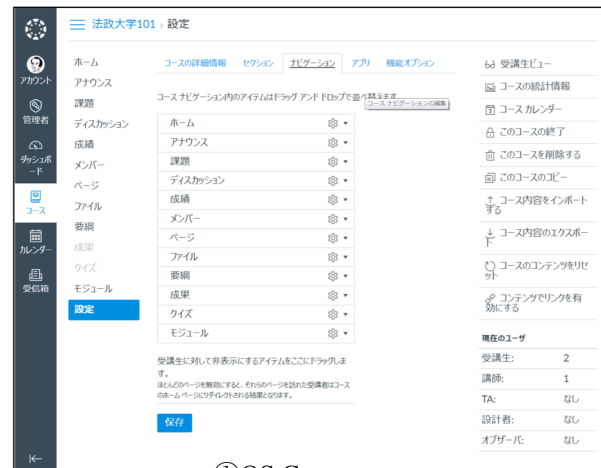 法政大学101 › 設定
アカウント
管理者
ダッシュボ
ード
コース
カレンダー
受信箱
ホーム
アナウンス
課題
ディスカッション
成績
メンバー
ページ
ファイル
要綱
成果
クイズ
モジュール
設定
コースの詳細情報 セクション ナビゲーション アプリ 機能オプション
コース ナビゲーション内のアイテムはドラッグ アンド ドロップで並べ替えます
コース ナビゲーションの編集
ホーム
アナウンス
課題
ディスカッション
成績
メンバー
ページ
ファイル
要綱
成果
クイズ
モジュール
受講生に対して非表示にするアイテムをここにドラッグしま
す。
ほとんどのページを無効にすると、それらのページを訪れた受講者はコース
のホーム ページにリダイレクトされる結果となります。
保存
受講生ビュー
コースの統計情報
コース カレンダー
このコースの終了
このコースを削除する
このコースのコピー
コース内容をインポート
する
コース内容のエクスポー
ト
コースのコンテンツをリセ
ット
コンテンツでリンクを有
効にする
現在のユーザ
受講生: 2
講師: 1
TA: なし
設計者: なし
オブザーバ: なし